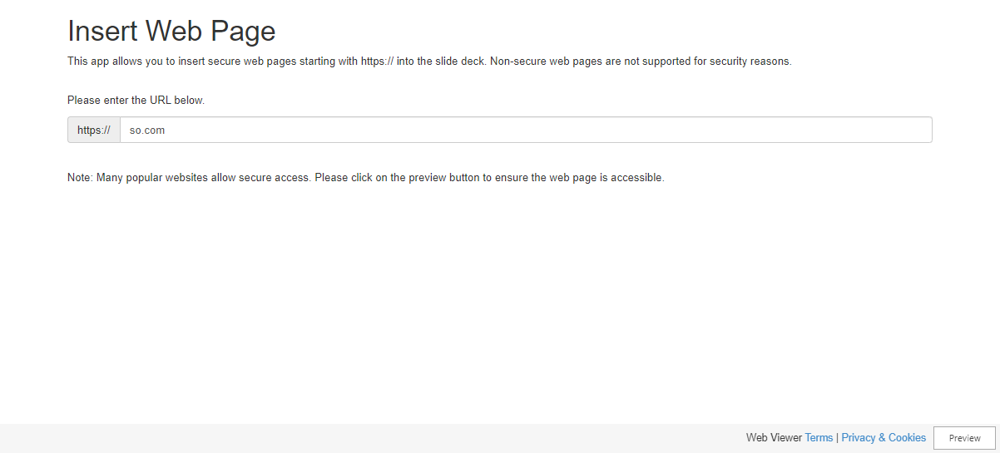 Insert Web Page
This app allows you to insert secure web pages starting with https:// into the slide deck. Non-secure web pages are not supported for security reasons.
Please enter the URL below.
https:// so.com
Note: Many popular websites allow secure access. Please click on the preview button to ensure the web page is accessible.
Web Viewer Terms | Privacy & Cookies Preview